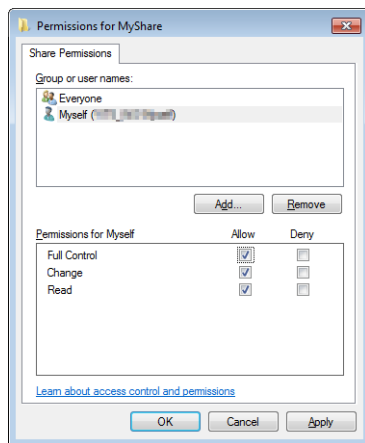 Permissions for MyShare
Share Permissions
Group or user names:
Everyone
Myself (
Add...
Remove
Permissions for Myself
Allow
Deny
Full Control
Change
Read
Learn about access control and permissions
OK
Cancel
Apply